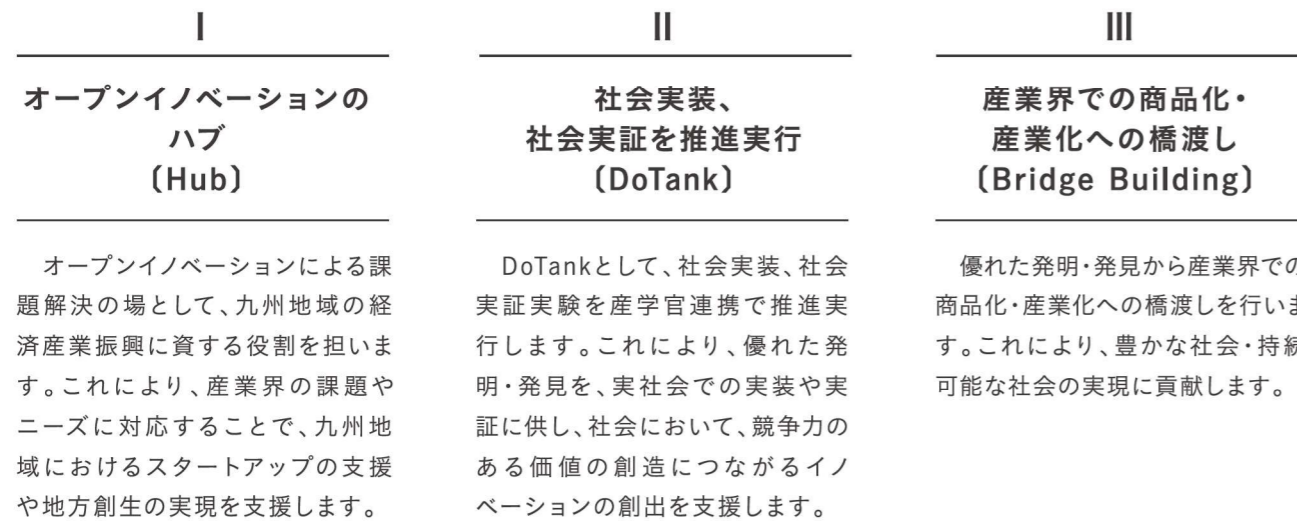 I
オープンイノベーションの
ハブ
〔Hub〕
オープンイノベーションによる課
題解決の場として、九州地域の経
済産業振興に資する役割を担いま
す。これにより、産業界の課題や
ニーズに対応することで、九州地
域におけるスタートアップの支援
や地方創生の実現を支援します。
II
社会実装、
社会実証を推進実行
〔DoTank〕
DoTankとして、社会実装、社会
実証実験を産学官連携で推進実
行します。これにより、優れた発
明・発見を、実社会での実装や実
証に供し、社会において、競争力の
ある価値の創造につながるイノ
ベーションの創出を支援します。
III
産業界での商品化・
産業化への橋渡し
〔Bridge Building〕
優れた発明・発見から産業界での
商品化・産業化への橋渡しを行いま
す。これにより、豊かな社会・持続
可能な社会の実現に貢献します。